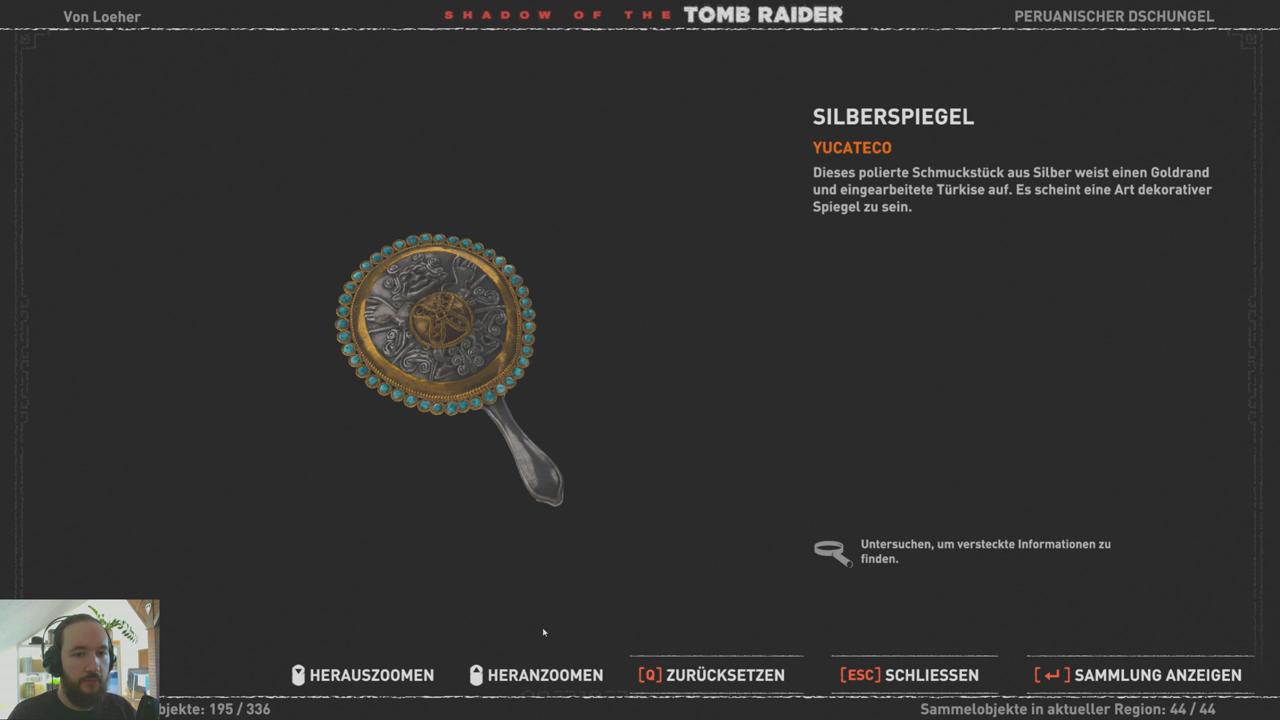 Von Loeher
SHADOW OF THE TOMB RAIDER
PERUANISCHER DSCHUNGEL
SILBERSPIEGEL
YUCATECO
Dieses polierte Schmuckstück aus Silber weist einen Goldrand
und eingearbeitete Türkise auf. Es scheint eine Art dekorativer
Spiegel zu sein.
Untersuchen, um versteckte Informationen zu
finden.
HERAUSZOOMEN
HERANZOOMEN
[Q] ZURÜCKSETZEN
[ESC] SCHLIESSEN
[↵] SAMMLUNG ANZEIGEN
bjekte: 195 / 336
Sammelobjekte in aktueller Region: 44 / 44